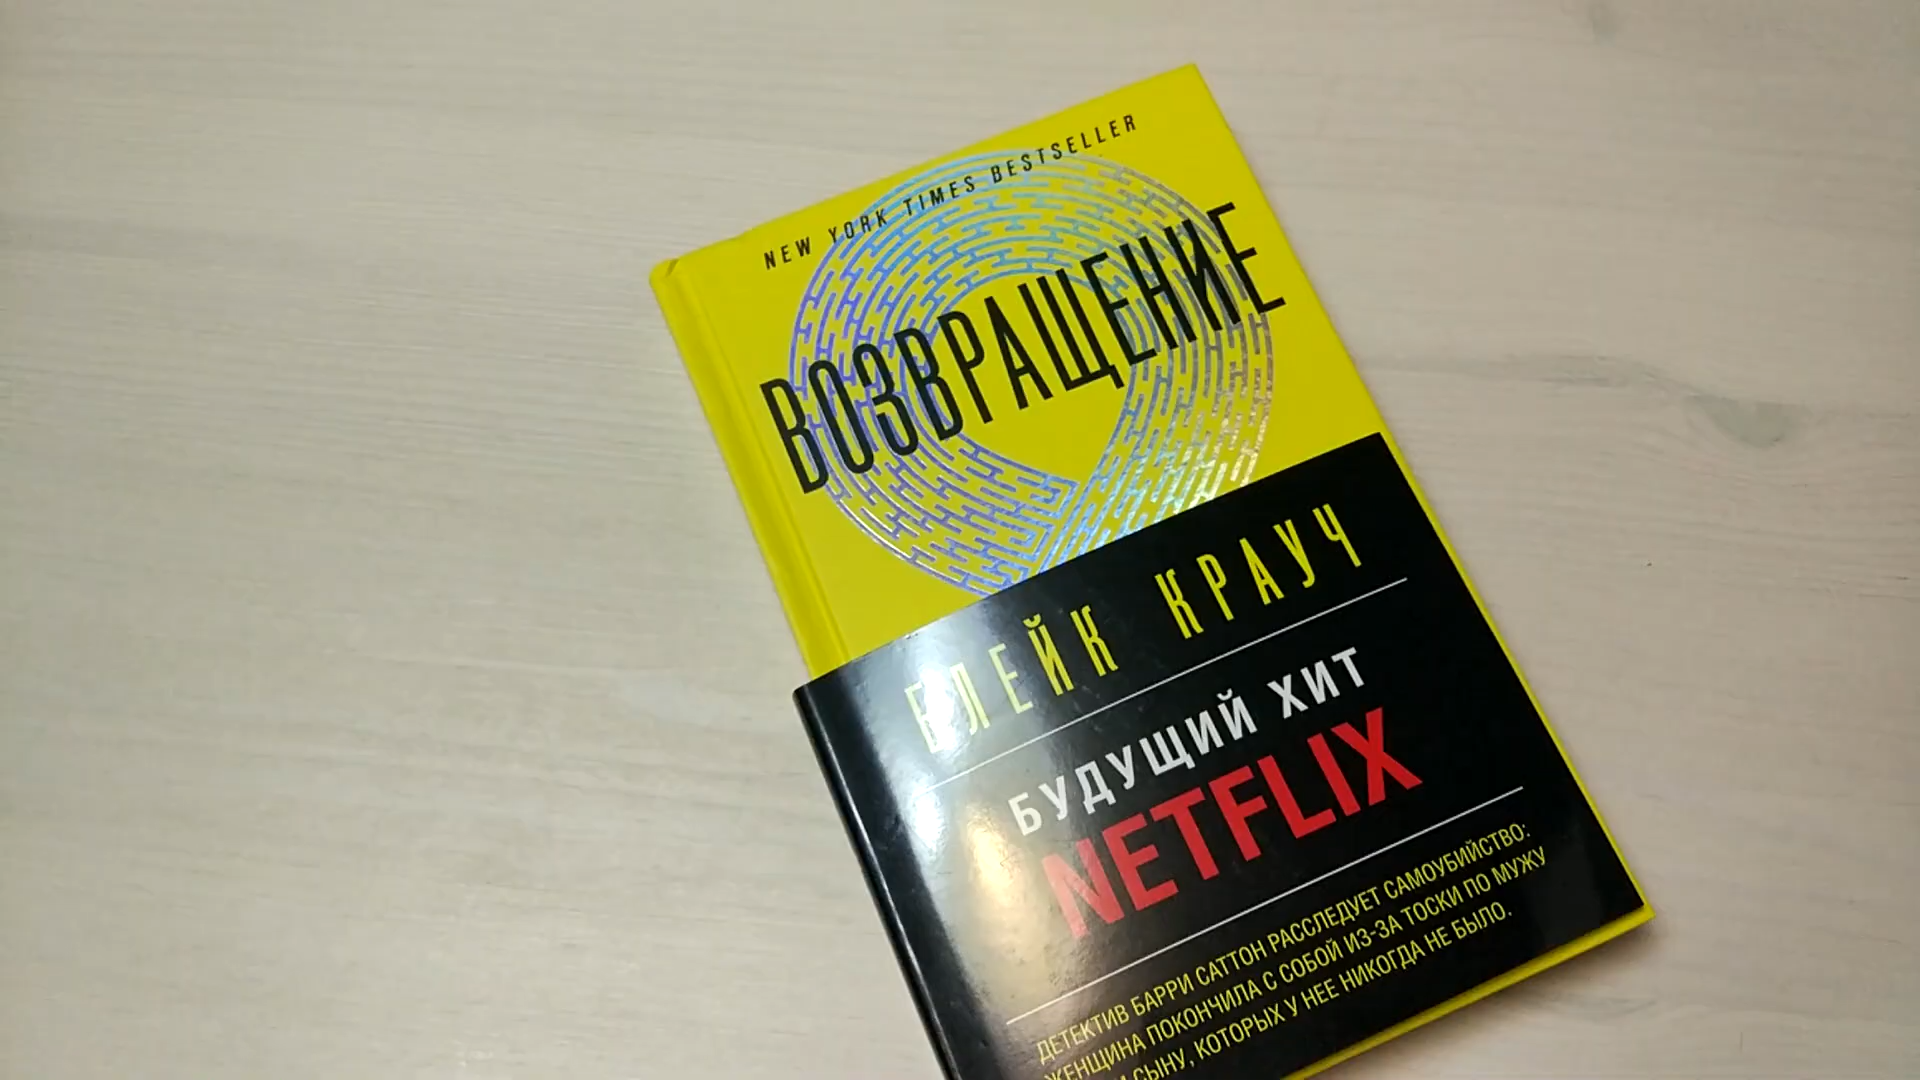 NEW YORK TIMES BESTSELLER
ВОЗВРАЩЕНИЕ
БЛЕЙК КРАУЧ
БУДУЩИЙ ХИТ
NETFLIX
ДЕТЕКТИВ БАРРИ САТТОН РАССЛЕДУЕТ САМОУБИЙСТВО:
ЖЕНЩИНА ПОКОНЧИЛА С СОБОЙ ИЗ-ЗА ТОСКИ ПО МУЖУ
И СЫНУ, КОТОРЫХ У НЕЕ НИКОГДА НЕ БЫЛО.